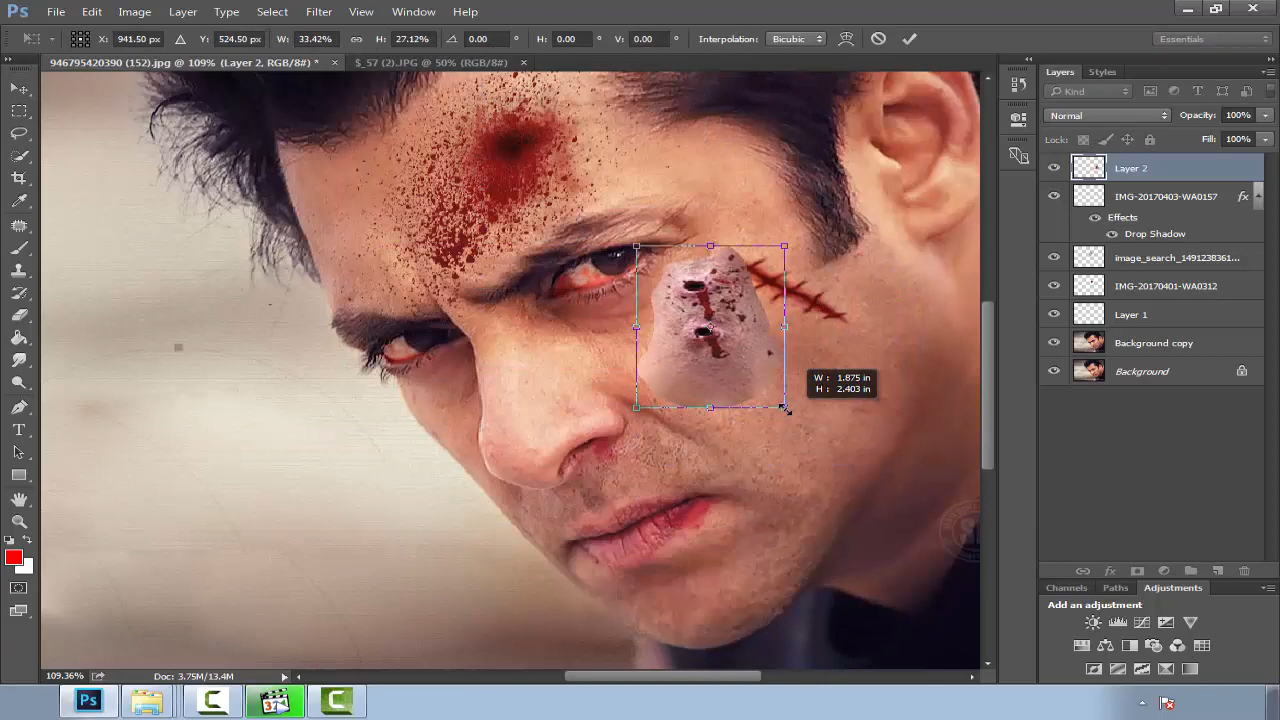 Ps File Edit Image Layer Type Select Filter View Window Help
X: 941.50 px Y: 524.50 px W: 33.42% H: 27.12% 0.00 ° H: 0.00 ° V: 0.00 ° Interpolation: Bicubic Essentials
946795420390 (152).jpg @ 109% (Layer 2, RGB/8#) * × $_57 (2).JPG @ 50% (RGB/8#) ×
Layers Styles
Kind
Normal Opacity: 100%
Lock: Fill: 100%
Layer 2
IMG-20170403-WA0157 fx
Effects
Drop Shadow
image_search_1491238361...
IMG-20170401-WA0312
Layer 1
Background copy
Background
W : 1.875 in
H : 2.403 in
fx
Channels Paths Adjustments
Add an adjustment
109.36% Doc: 3.75M/13.4M
Ps